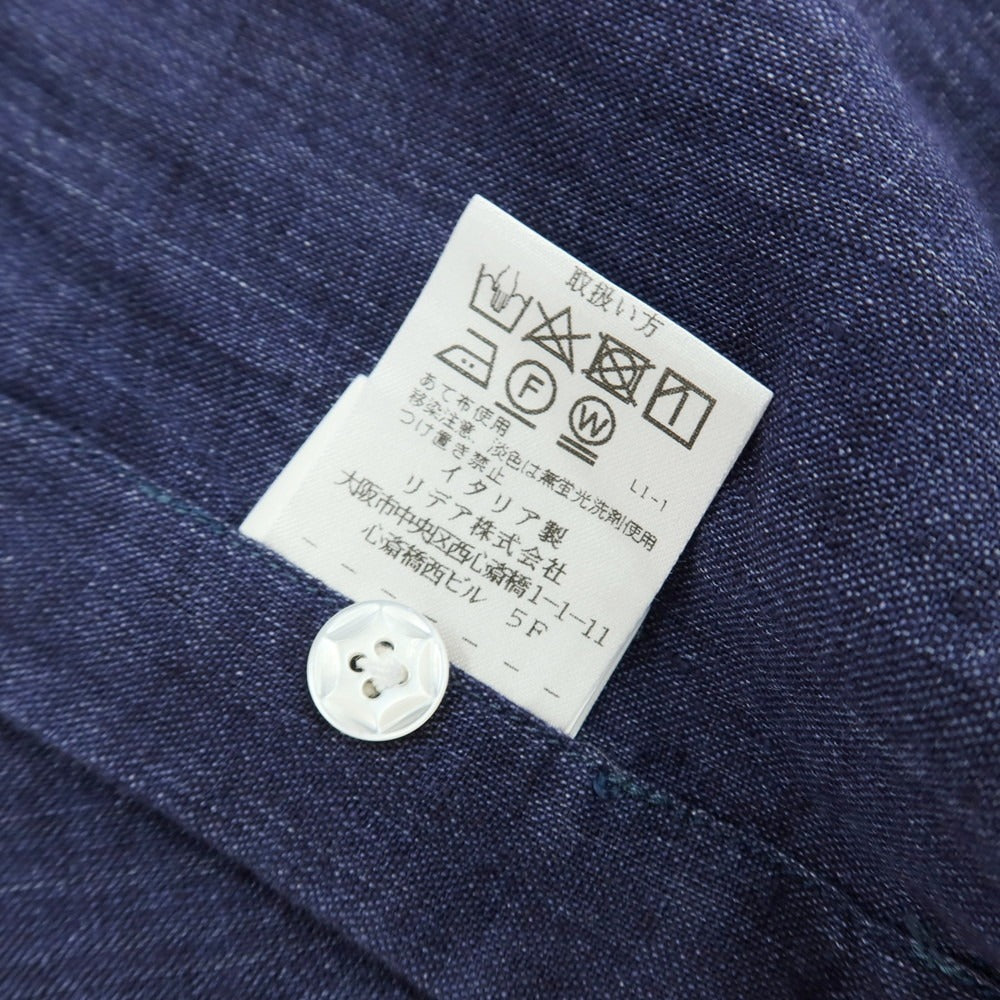 取扱い方
F
W
LI-1
あて布使用
移染注意、淡色は無蛍光洗剤使用
つけ置き禁止
イタリア製
リデア株式会社
大阪市中央区西心斎橋1-1-11
心斎橋西ビル 5F